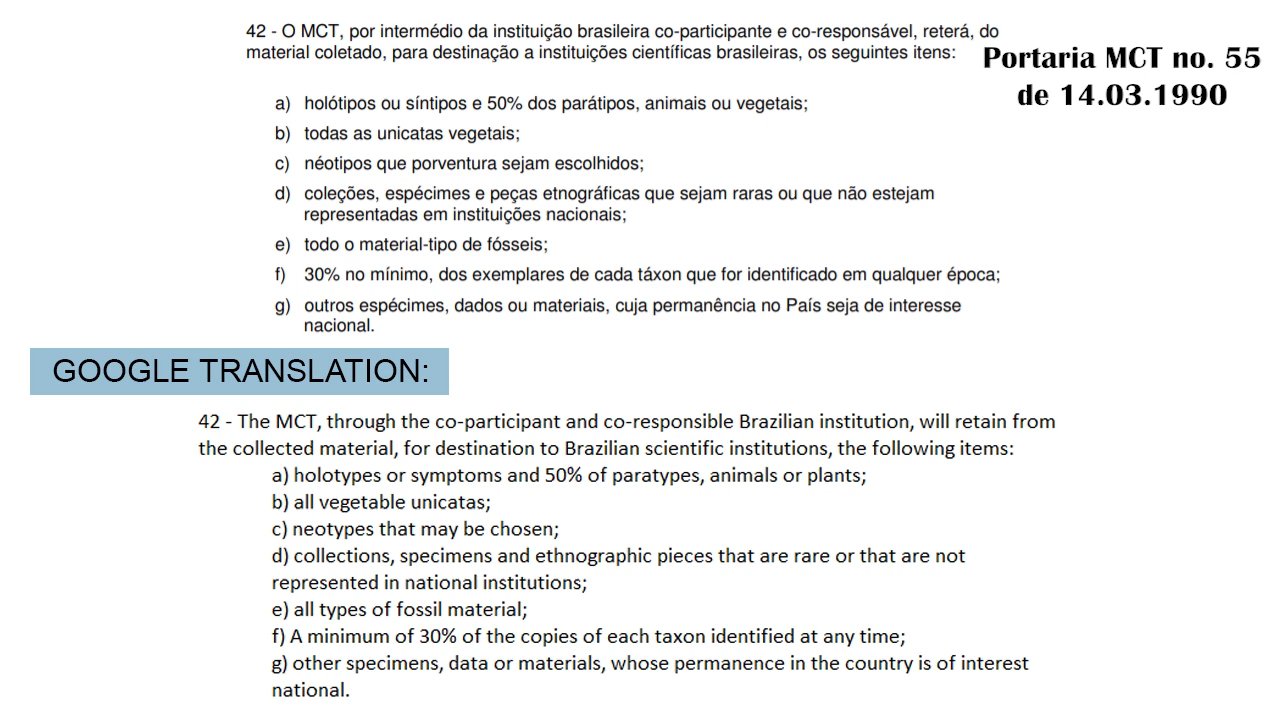 42 - O MCT, por intermédio da instituição brasileira co-participante e co-responsável, reterá, do
material coletado, para destinação a instituições científicas brasileiras, os seguintes itens:
Portaria MCT no. 55
de 14.03.1990
a) holótipos ou síntipos e 50% dos parátipos, animais ou vegetais;
b) todas as unicatas vegetais;
c) néotipos que porventura sejam escolhidos;
d) coleções, espécimes e peças etnográficas que sejam raras ou que não estejam
representadas em instituições nacionais;
e) todo o material-tipo de fósseis;
f) 30% no mínimo, dos exemplares de cada táxon que for identificado em qualquer época;
g) outros espécimes, dados ou materiais, cuja permanência no País seja de interesse
nacional.
GOOGLE TRANSLATION:
42 - The MCT, through the co-participant and co-responsible Brazilian institution, will retain from
the collected material, for destination to Brazilian scientific institutions, the following items:
a) holotypes or symptoms and 50% of paratypes, animals or plants;
b) all vegetable unicatas;
c) neotypes that may be chosen;
d) collections, specimens and ethnographic pieces that are rare or that are not
represented in national institutions;
e) all types of fossil material;
f) A minimum of 30% of the copies of each taxon identified at any time;
g) other specimens, data or materials, whose permanence in the country is of interest
national.